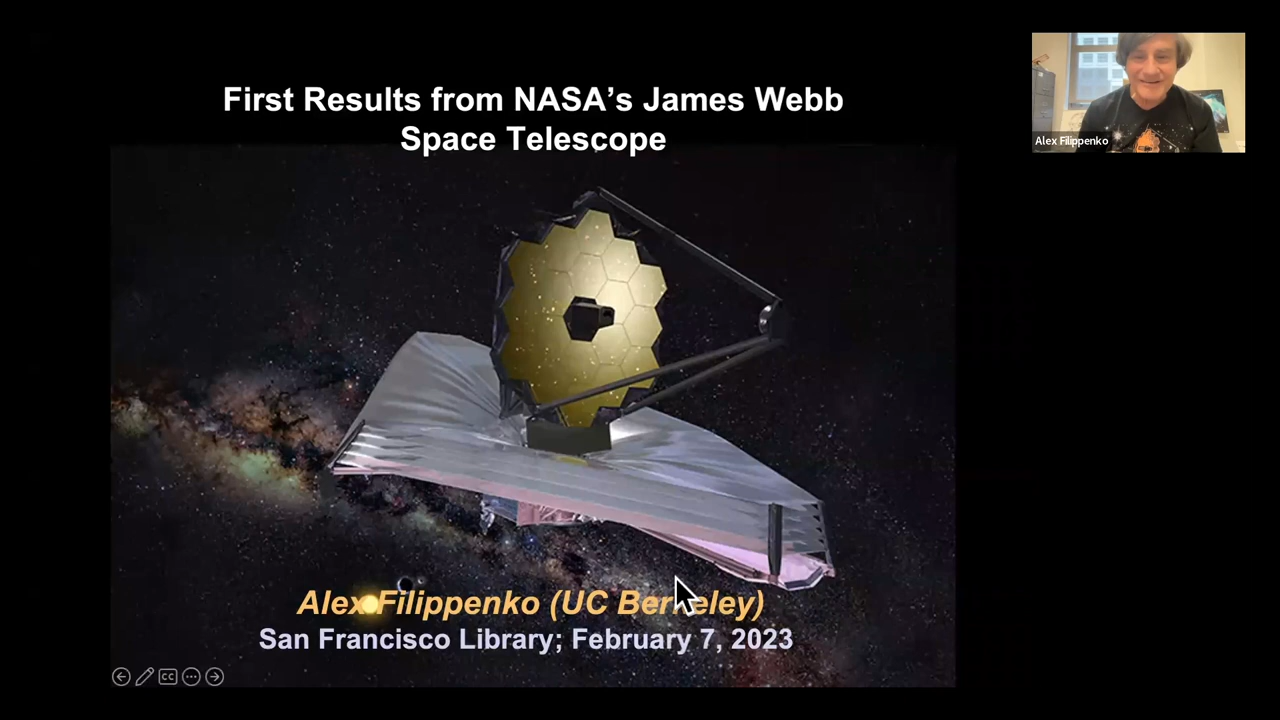 First Results from NASA's James Webb
Space Telescope
Alex Filippenko
Alex Filippenko (UC Berkeley)
San Francisco Library; February 7, 2023
CC